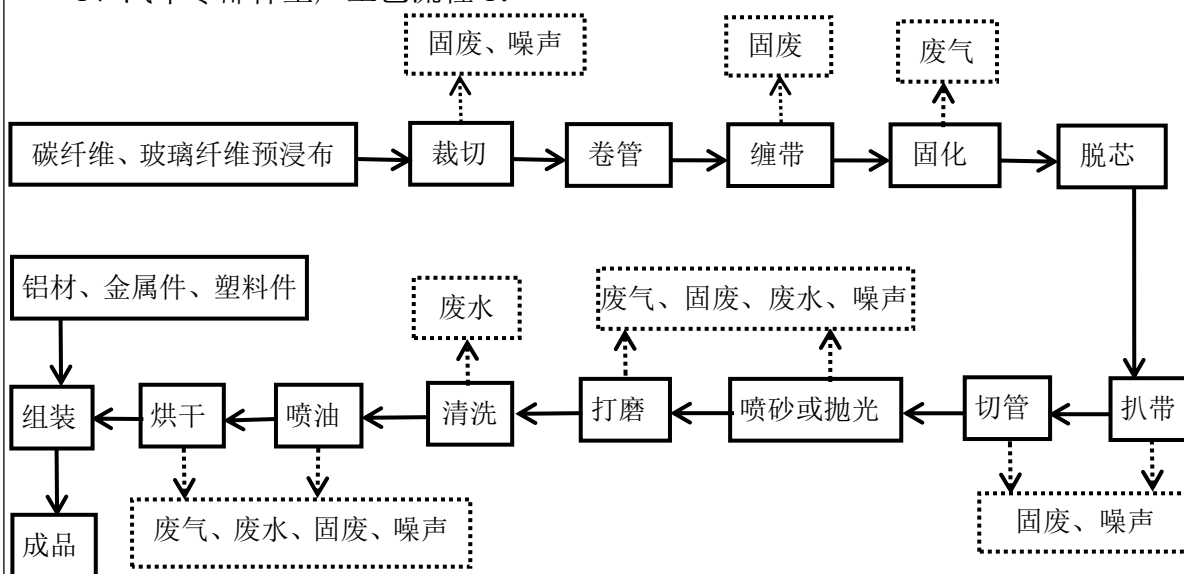 固废、噪声
固废
废气
碳纤维、玻璃纤维预浸布
裁切
卷管
缠带
固化
脱芯
铝材、金属件、塑料件
废水
废气、固废、废水、噪声
组装
烘干
喷油
清洗
打磨
喷砂或抛光
切管
扒带
废气、废水、固废、噪声
固废、噪声
成品